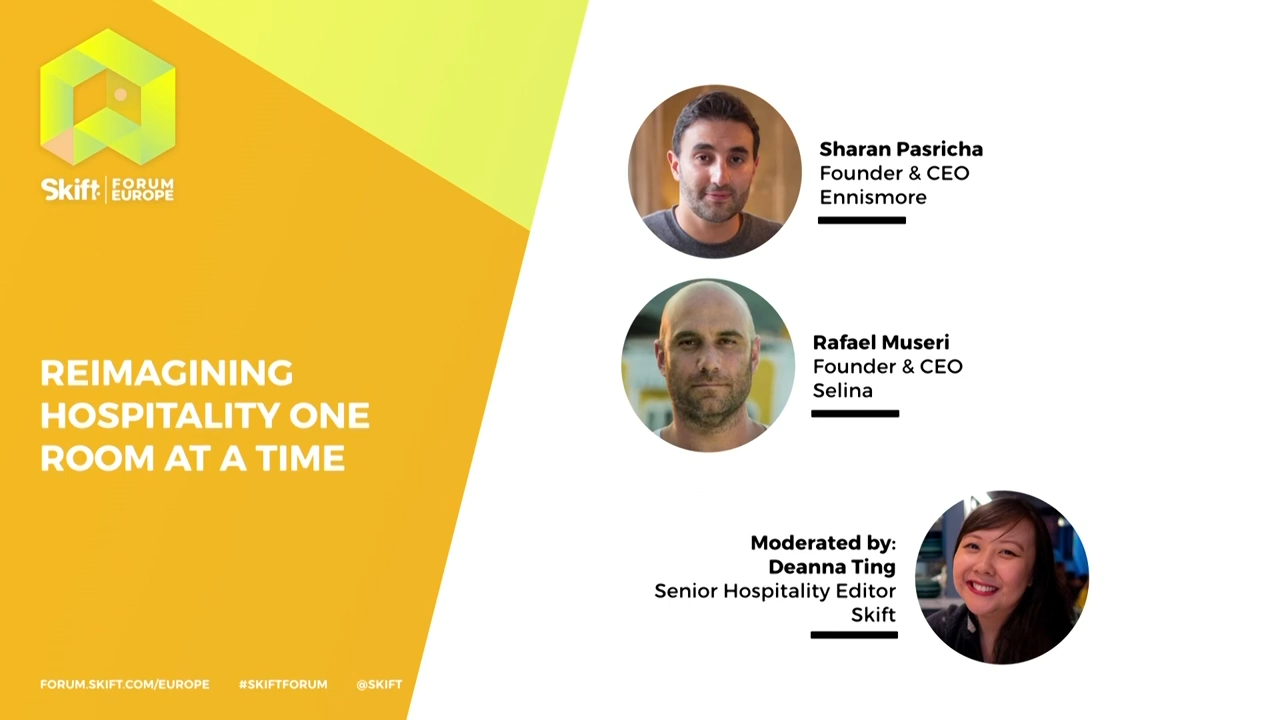 Skift FORUM
EUROPE
REIMAGINING
HOSPITALITY ONE
ROOM AT A TIME
FORUM.SKIFT.COM/EUROPE #SKIFTFORUM @SKIFT
Sharan Pasricha
Founder & CEO
Ennismore
Rafael Museri
Founder & CEO
Selina
Moderated by:
Deanna Ting
Senior Hospitality Editor
Skift